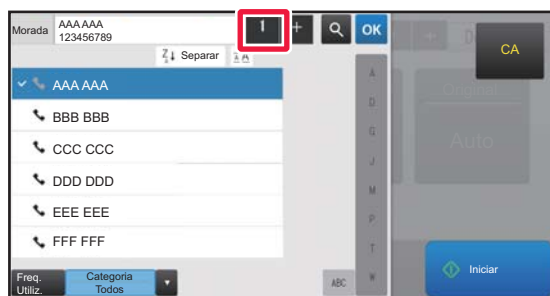 Morada
AAA AAA
123456789
1
+
OK
CA
Z↓ Separar
AAA AAA
BBB BBB
CCC CCC
DDD DDD
EEE EEE
FFF FFF
A
D
G
J
M
P
T
W
Original
Auto
Freq.
Utiliz.
Categoria
Todos
ABC
Iniciar